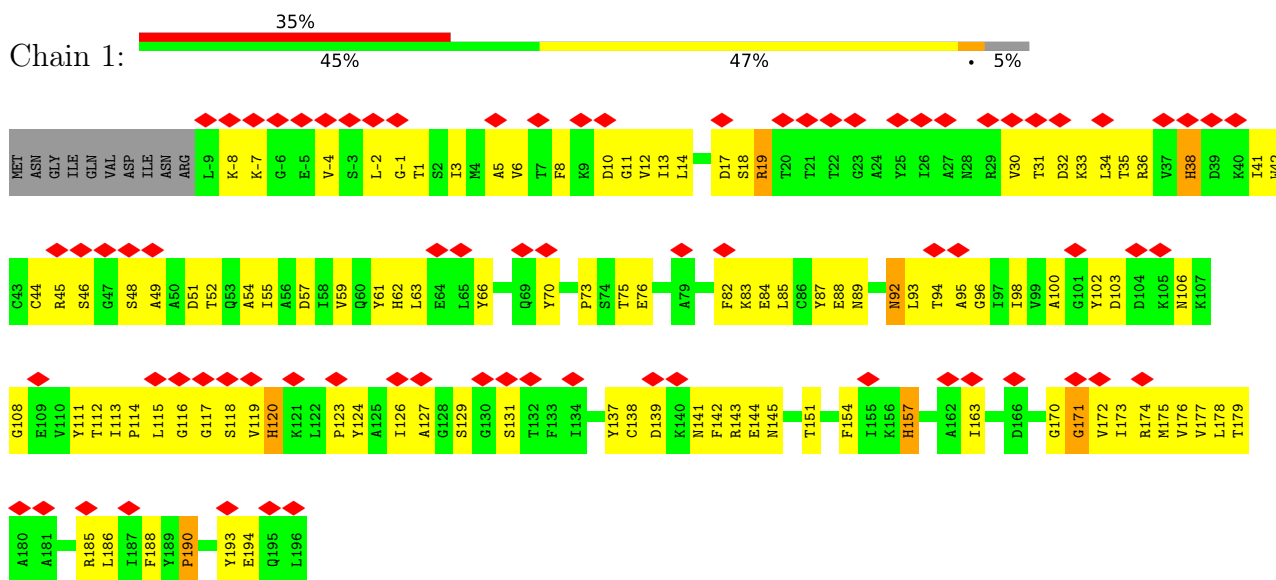 35%
Chain 1:
45% 47% • 5%
MET ASN GLY ILE GLN VAL ASP ILE ASN ARG L-9 K-8 K-7 G-6 E-5 V-4 S-3 L-2 G-1 T1 S2 I3 M4 A5 V6 T7 F8 K9 D10 G11 V12 I13 L14 D17 S18 R19 T20 T21 T22 G23 A24 Y25 I26 A27 N28 R29 V30 T31 D32 K33 L34 T35 R36 V37 H38 D39 K40 I41 W42
C43 C44 R45 S46 G47 S48 A49 A50 D51 T52 Q53 A54 I55 A56 D57 I58 V59 Q60 Y61 H62 L63 E64 L65 Y66 Q69 Y70 P73 S74 T75 E76 A79 F82 K83 E84 L85 C86 Y87 E88 N89 N92 L93 T94 A95 G96 I97 I98 V99 A100 G101 Y102 D103 D104 K105 N106 K107
G108 E109 V110 Y111 T112 I113 P114 L115 G116 G117 S118 V119 H120 K121 L122 P123 Y124 A125 I126 A127 G128 S129 G130 S131 T132 F133 I134 Y137 C138 D139 K140 N141 F142 R143 E144 N145 T151 F154 I155 K156 H157 A162 I163 D166 G170 G171 V172 I173 R174 M175 V176 V177 L178 T179
A180 A181 R185 L186 I187 F188 Y189 P190 Y193 E194 Q195 L196